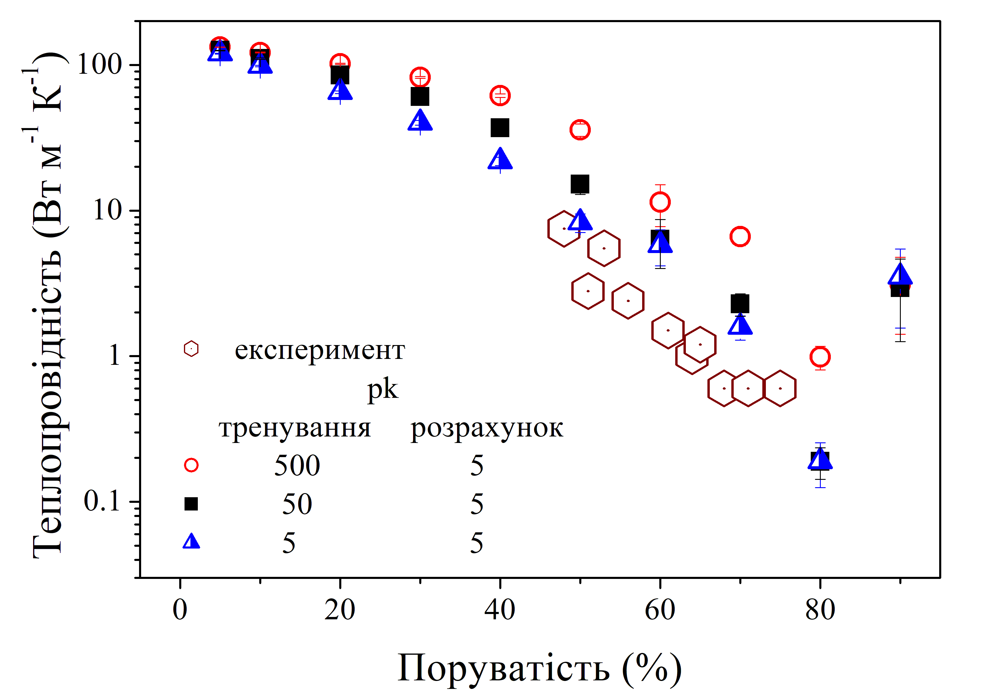 Теплопровідність (Вт м⁻¹ К⁻¹)
100
10
1
0.1
експеримент
pk
тренування розрахунок
500 5
50 5
5 5
0 20 40 60 80
Поруватість (%)